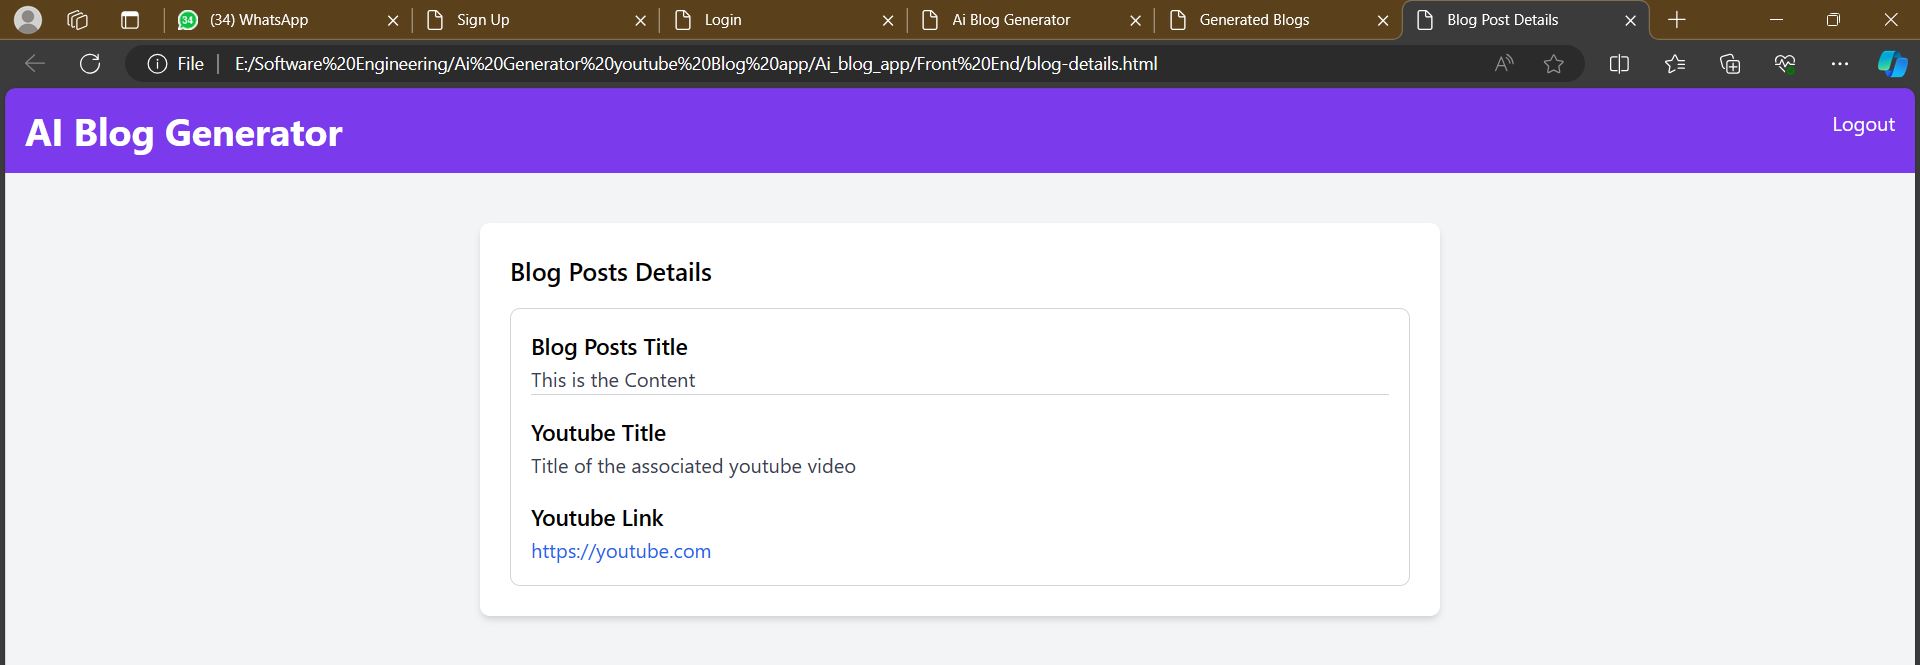 34 (34) WhatsApp Sign Up Login Ai Blog Generator Generated Blogs Blog Post Details
File E:/Software%20Engineering/Ai%20Generator%20youtube%20Blog%20app/Ai_blog_app/Front%20End/blog-details.html
AI Blog Generator
Logout
Blog Posts Details
Blog Posts Title
This is the Content
Youtube Title
Title of the associated youtube video
Youtube Link
https://youtube.com